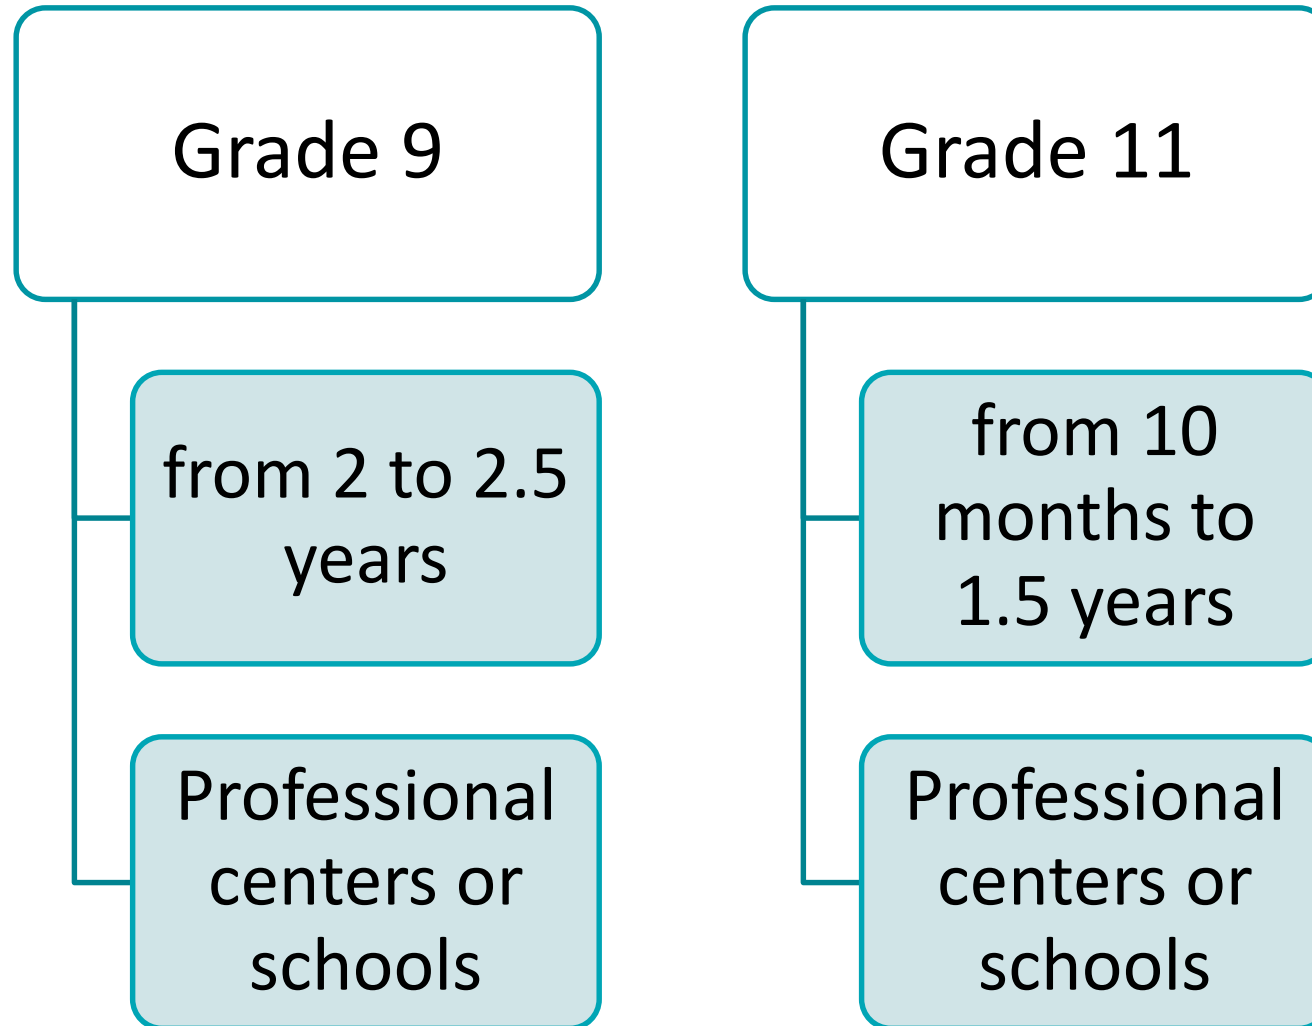 Grade 9
from 2 to 2.5
years
Professional
centers or
schools
Grade 11
from 10
months to
1.5 years
Professional
centers or
schools